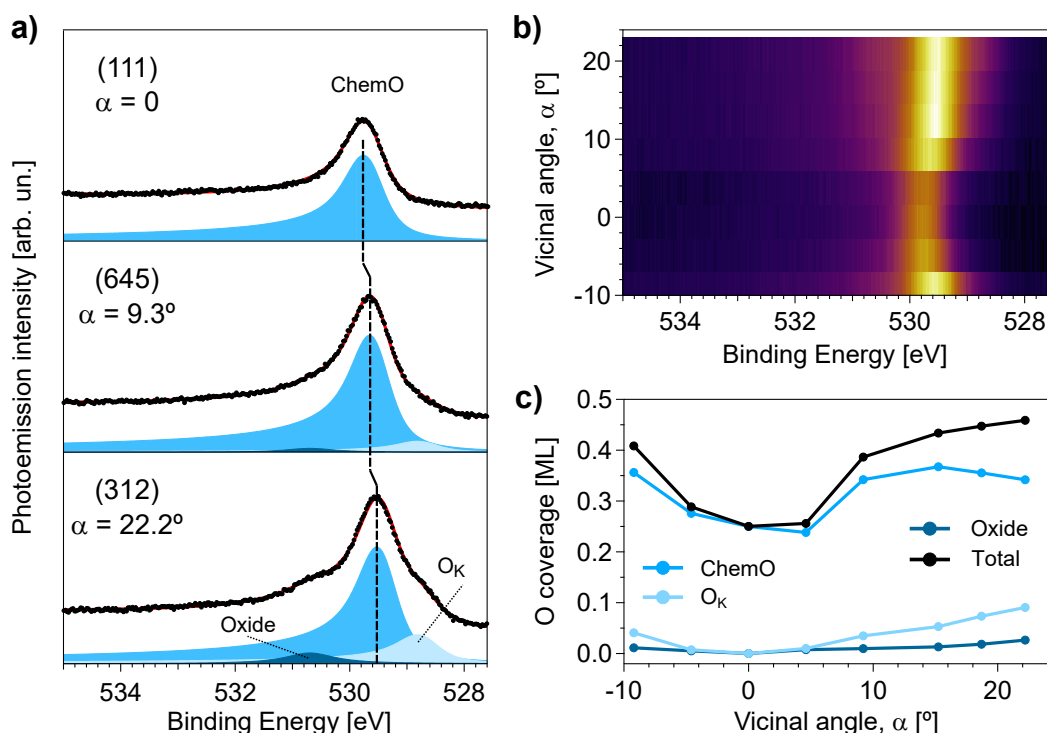 a)
(111)
α = 0
ChemO
(645)
α = 9.3º
(312)
α = 22.2º
Oxide
O_K
Photoemission intensity [arb. un.]
534 532 530 528
Binding Energy [eV]
b)
Vicinal angle, α [º]
20
10
0
-10
534 532 530 528
Binding Energy [eV]
c)
O coverage [ML]
0.5
0.4
0.3
0.2
0.1
0.0
Oxide
Total
ChemO
O_K
-10 0 10 20
Vicinal angle, α [º]